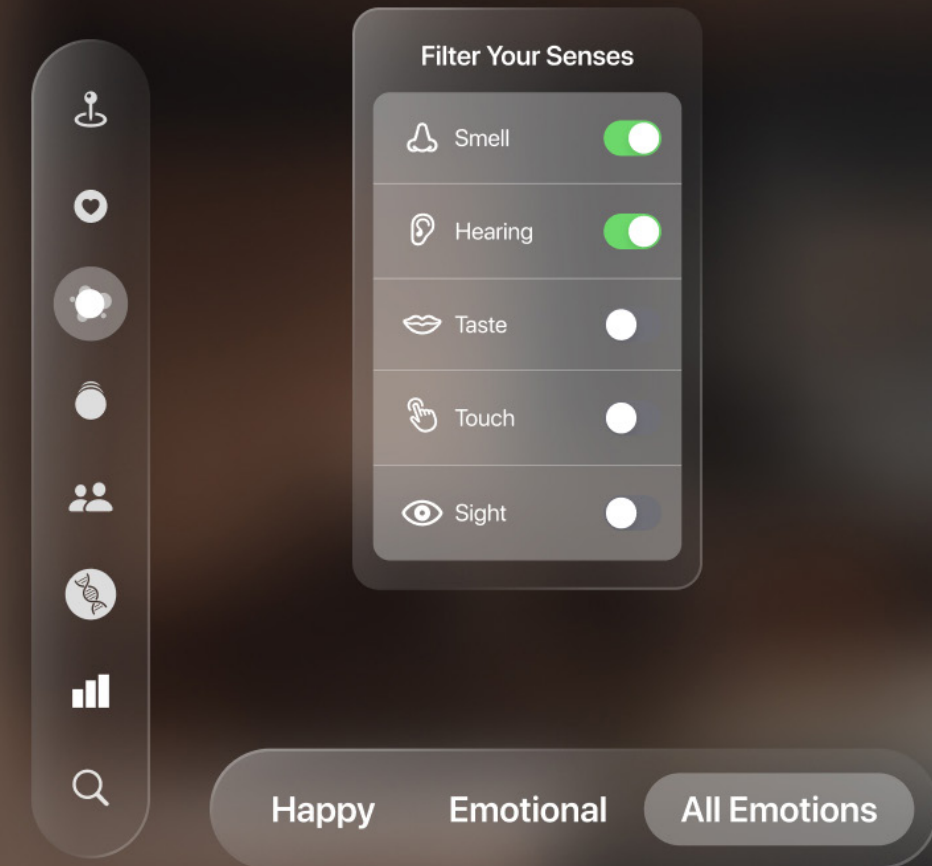 Filter Your Senses
Smell
Hearing
Taste
Touch
Sight
Happy Emotional All Emotions